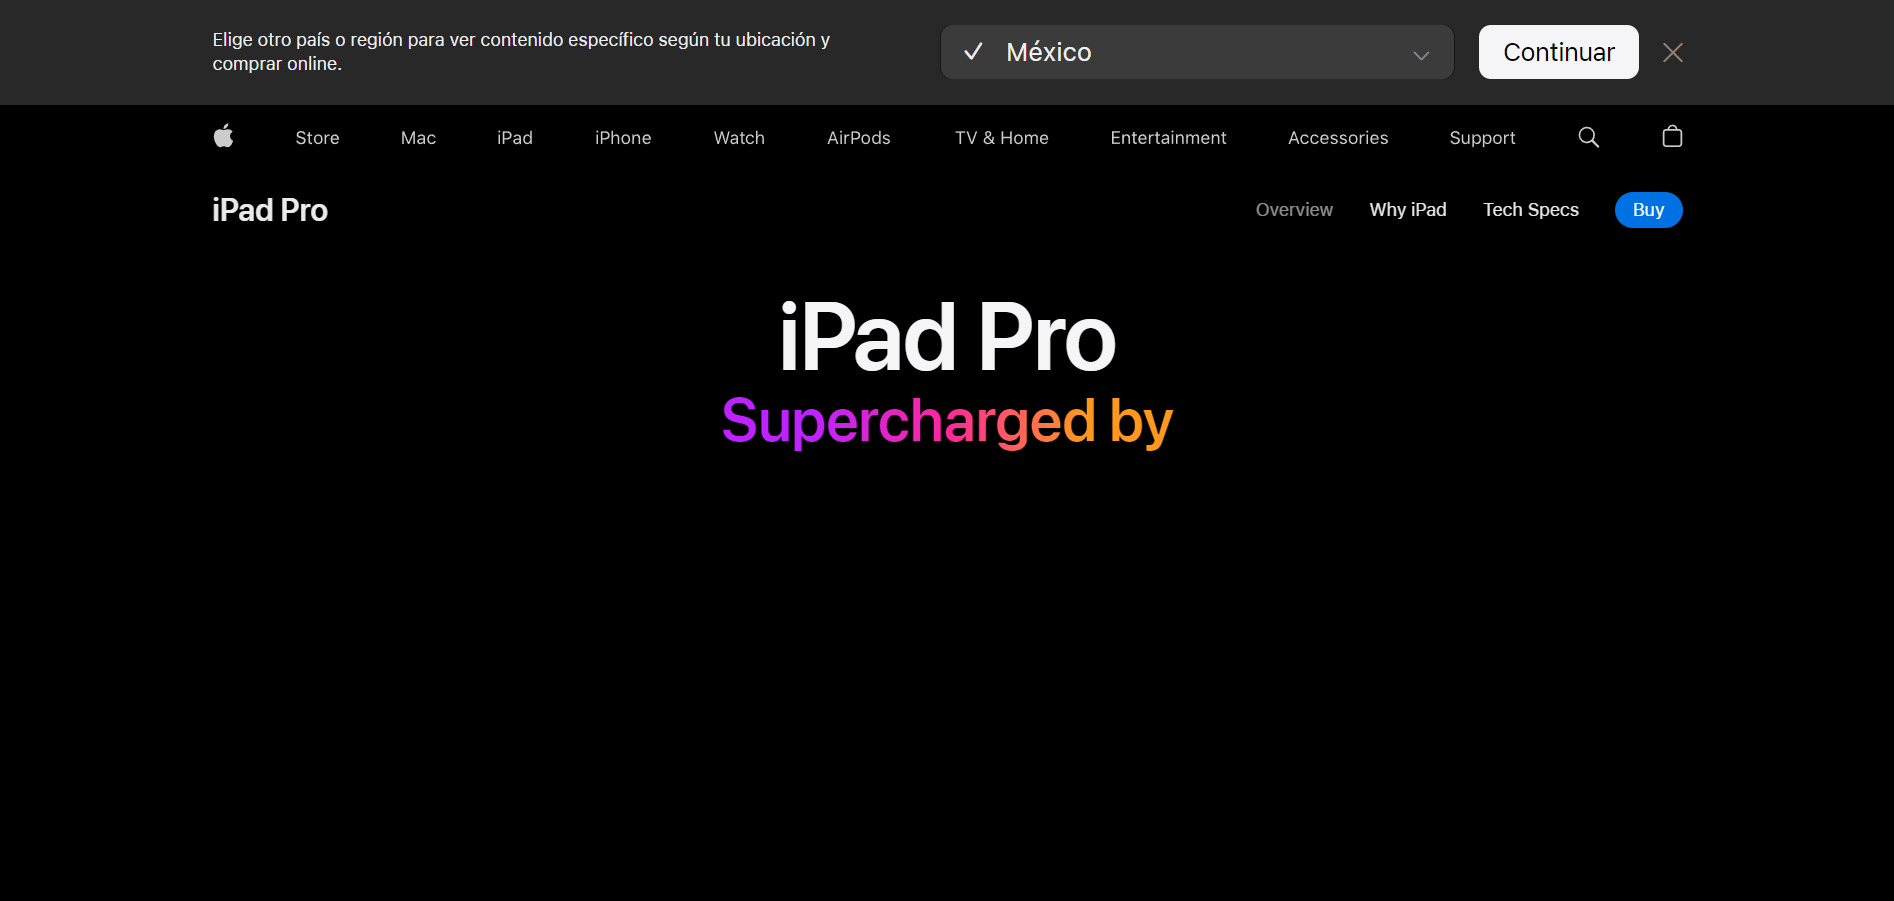 Elige otro país o región para ver contenido específico según tu ubicación y
comprar online.
México
Continuar
Store Mac iPad iPhone Watch AirPods TV & Home Entertainment Accessories Support
iPad Pro
Overview Why iPad Tech Specs Buy
iPad Pro
Supercharged by